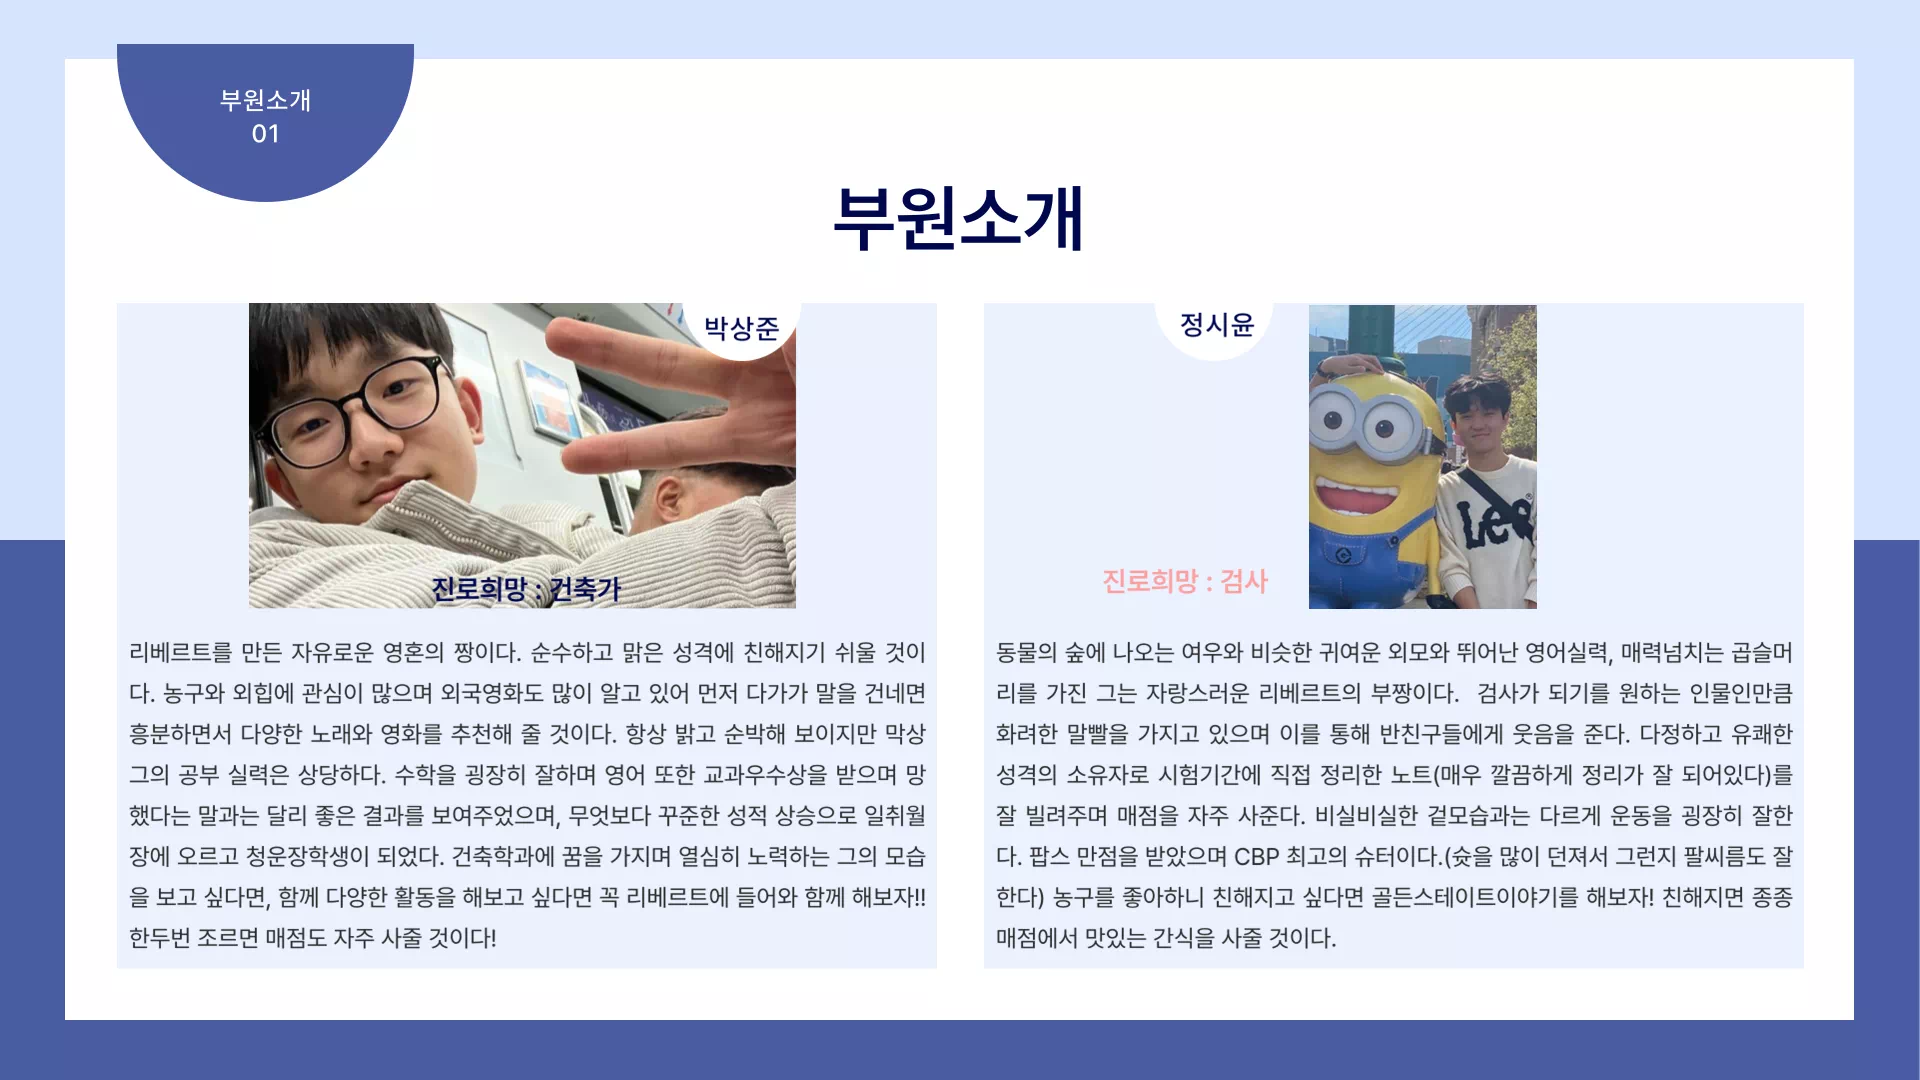 부원소개
01
부원소개
박상준
진로희망 : 건축가
리베르트를 만든 자유로운 영혼의 짱이다. 순수하고 맑은 성격에 친해지기 쉬울 것이
다. 농구와 외힙에 관심이 많으며 외국영화도 많이 알고 있어 먼저 다가가 말을 건네면
흥분하면서 다양한 노래와 영화를 추천해 줄 것이다. 항상 밝고 순박해 보이지만 막상
그의 공부 실력은 상당하다. 수학을 굉장히 잘하며 영어 또한 교과우수상을 받으며 망
했다는 말과는 달리 좋은 결과를 보여주었으며, 무엇보다 꾸준한 성적 상승으로 일취월
장에 오르고 청운장학생이 되었다. 건축학과에 꿈을 가지며 열심히 노력하는 그의 모습
을 보고 싶다면, 함께 다양한 활동을 해보고 싶다면 꼭 리베르트에 들어와 함께 해보자!!
한두번 조르면 매점도 자주 사줄 것이다!
정시윤
Lee
진로희망 : 검사
동물의 숲에 나오는 여우와 비슷한 귀여운 외모와 뛰어난 영어실력, 매력넘치는 곱슬머
리를 가진 그는 자랑스러운 리베르트의 부짱이다.  검사가 되기를 원하는 인물인만큼
화려한 말빨을 가지고 있으며 이를 통해 반친구들에게 웃음을 준다. 다정하고 유쾌한
성격의 소유자로 시험기간에 직접 정리한 노트(매우 깔끔하게 정리가 잘 되어있다)를
잘 빌려주며 매점을 자주 사준다. 비실비실한 겉모습과는 다르게 운동을 굉장히 잘한
다. 팝스 만점을 받았으며 CBP 최고의 슈터이다.(슛을 많이 던져서 그런지 팔씨름도 잘
한다) 농구를 좋아하니 친해지고 싶다면 골든스테이트이야기를 해보자! 친해지면 종종
매점에서 맛있는 간식을 사줄 것이다.